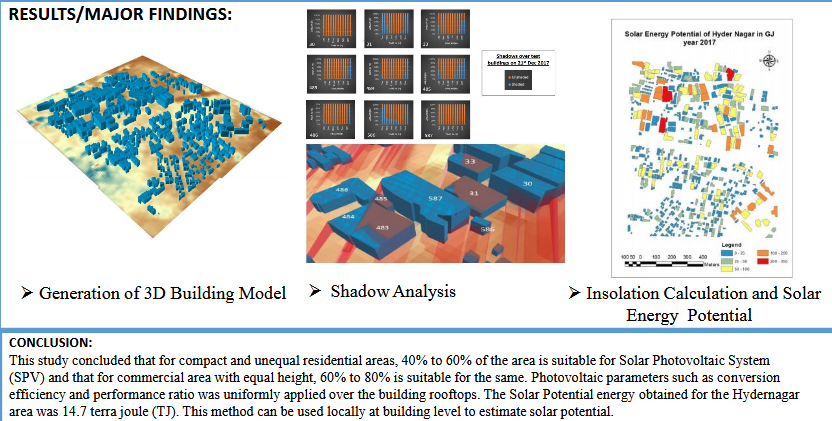 RESULTS/MAJOR FINDINGS:
30
31
33
483
484
485
486
586
587
Shadows over test
buildings on 21st Dec 2017
Unshaded
Shaded
33
30
31
486
485
587
484
483
586
Solar Energy Potential of Hyder Nagar in GJ
year 2017
Legend
0 - 20
20 - 50
50 - 100
100 - 200
200 - 350
100 50 0 100 200 300 400
Meters
➢ Generation of 3D Building Model
➢ Shadow Analysis
➢ Insolation Calculation and Solar
Energy Potential
CONCLUSION:
This study concluded that for compact and unequal residential areas, 40% to 60% of the area is suitable for Solar Photovoltaic System
(SPV) and that for commercial area with equal height, 60% to 80% is suitable for the same. Photovoltaic parameters such as conversion
efficiency and performance ratio was uniformly applied over the building rooftops. The Solar Potential energy obtained for the Hydernagar
area was 14.7 terra joule (TJ). This method can be used locally at building level to estimate solar potential.